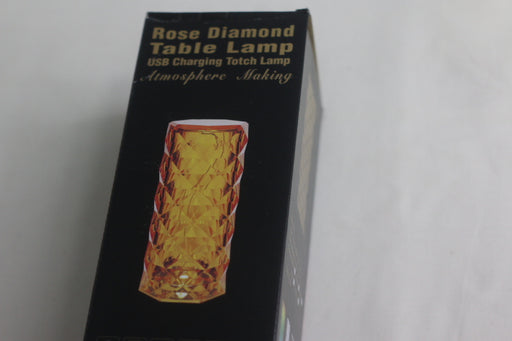 Rose Diamond
Table Lamp
USB Charging Totch Lamp
Atmosphere Making